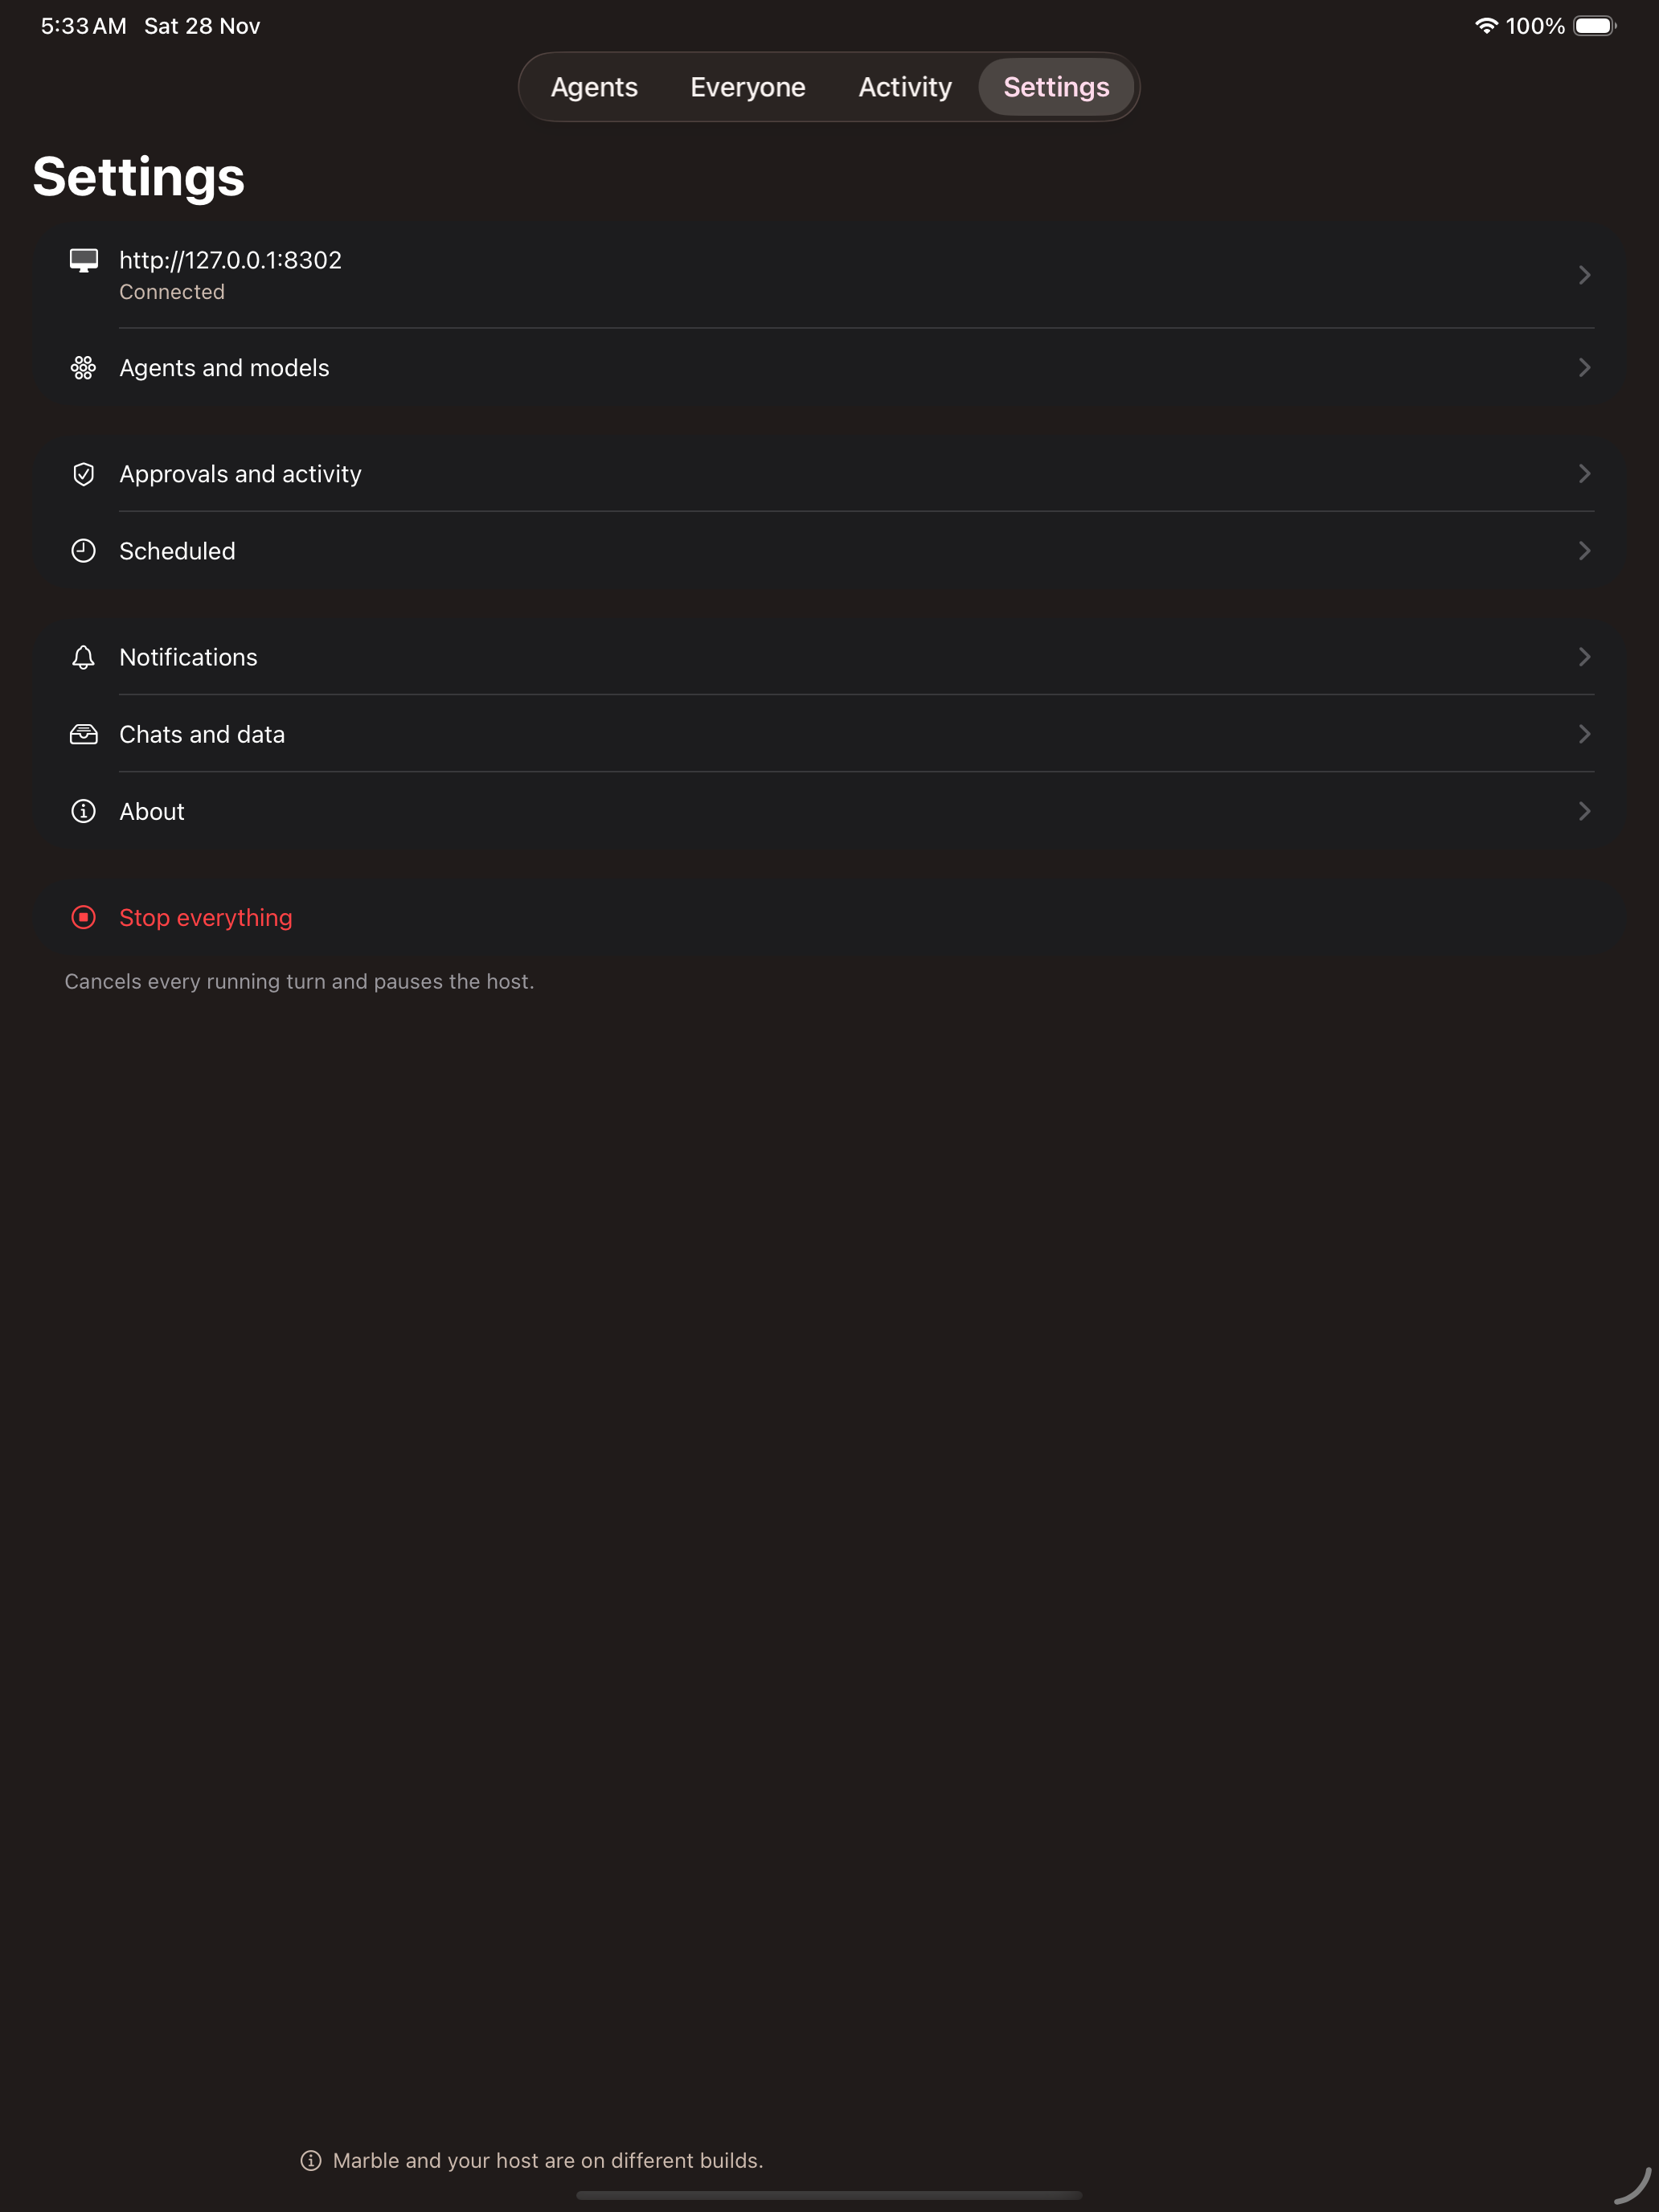 5:33 AM Sat 28 Nov
100%
Agents Everyone Activity Settings
Settings
http://127.0.0.1:8302
Connected
Agents and models
Approvals and activity
Scheduled
Notifications
Chats and data
About
Stop everything
Cancels every running turn and pauses the host.
Marble and your host are on different builds.